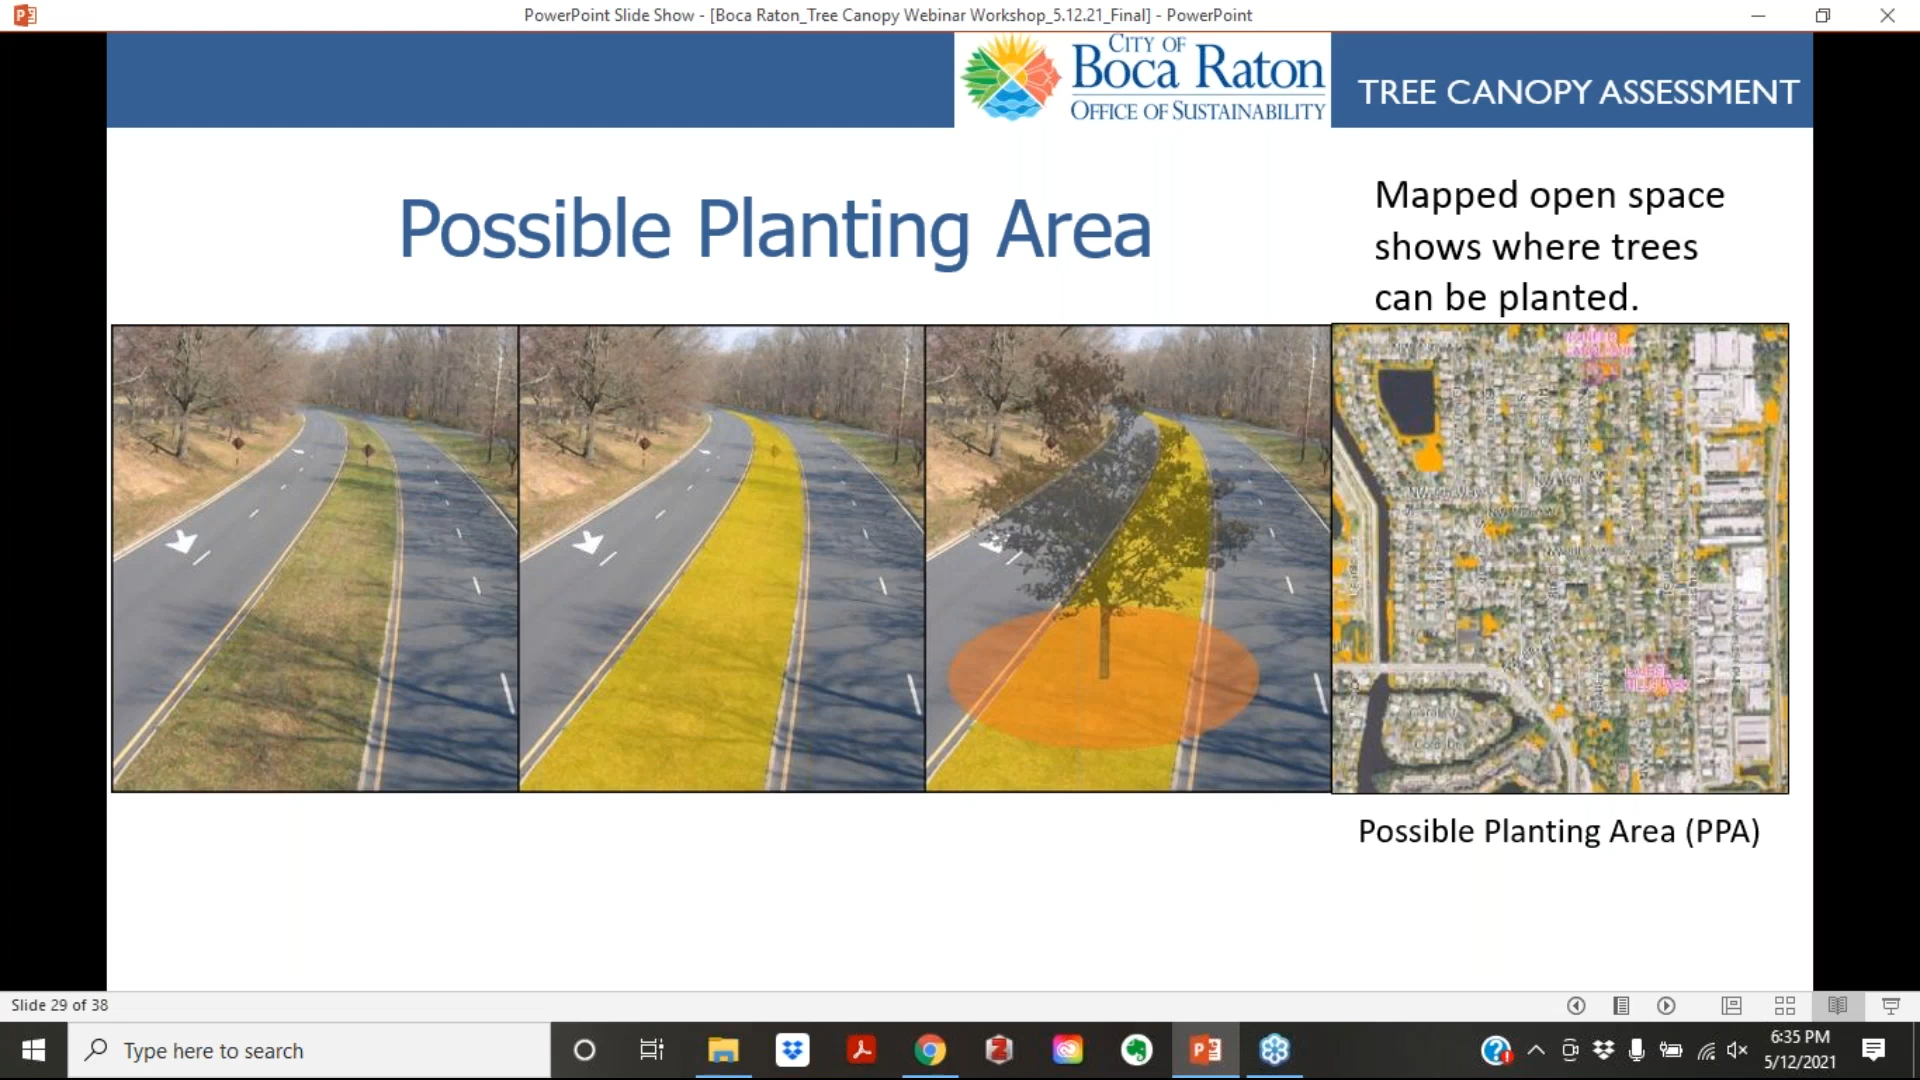 PowerPoint Slide Show - [Boca Raton_Tree Canopy Webinar Workshop_5.12.21_Final] - PowerPoint
CITY OF
Boca Raton
OFFICE OF SUSTAINABILITY
TREE CANOPY ASSESSMENT
Possible Planting Area
Mapped open space
shows where trees
can be planted.
Possible Planting Area (PPA)
Slide 29 of 38
Type here to search
6:35 PM
5/12/2021